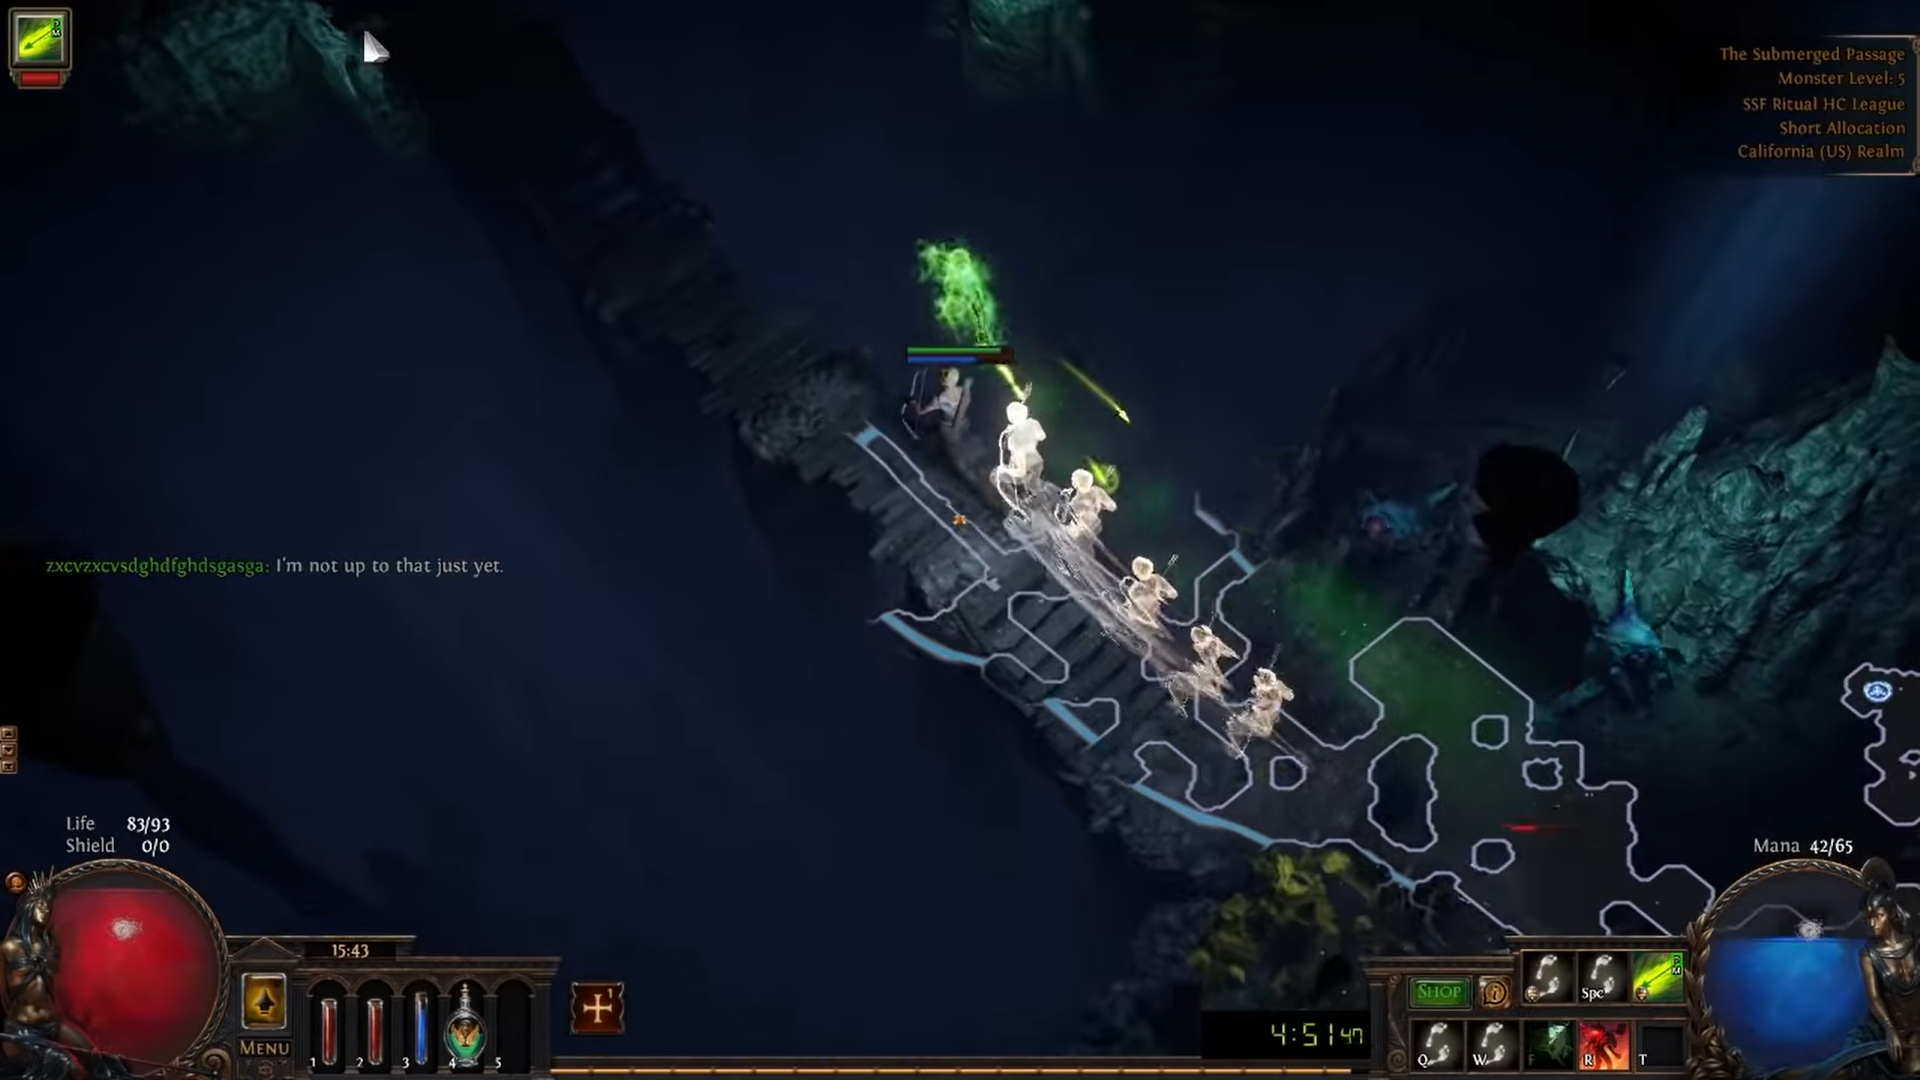 The Submerged Passage
Monster Level: 5
SSF Ritual HC League
Short Allocation
California (US) Realm
zxcvzxcvsdghdfghdsgasga: I'm not up to that just yet.
Life 83/93
Shield 0/0
Mana 42/65
15:43
MENU
1 2 3 4 5
1
4:51 47
SHOP
Spc
P
M
Q W F R T
P
M